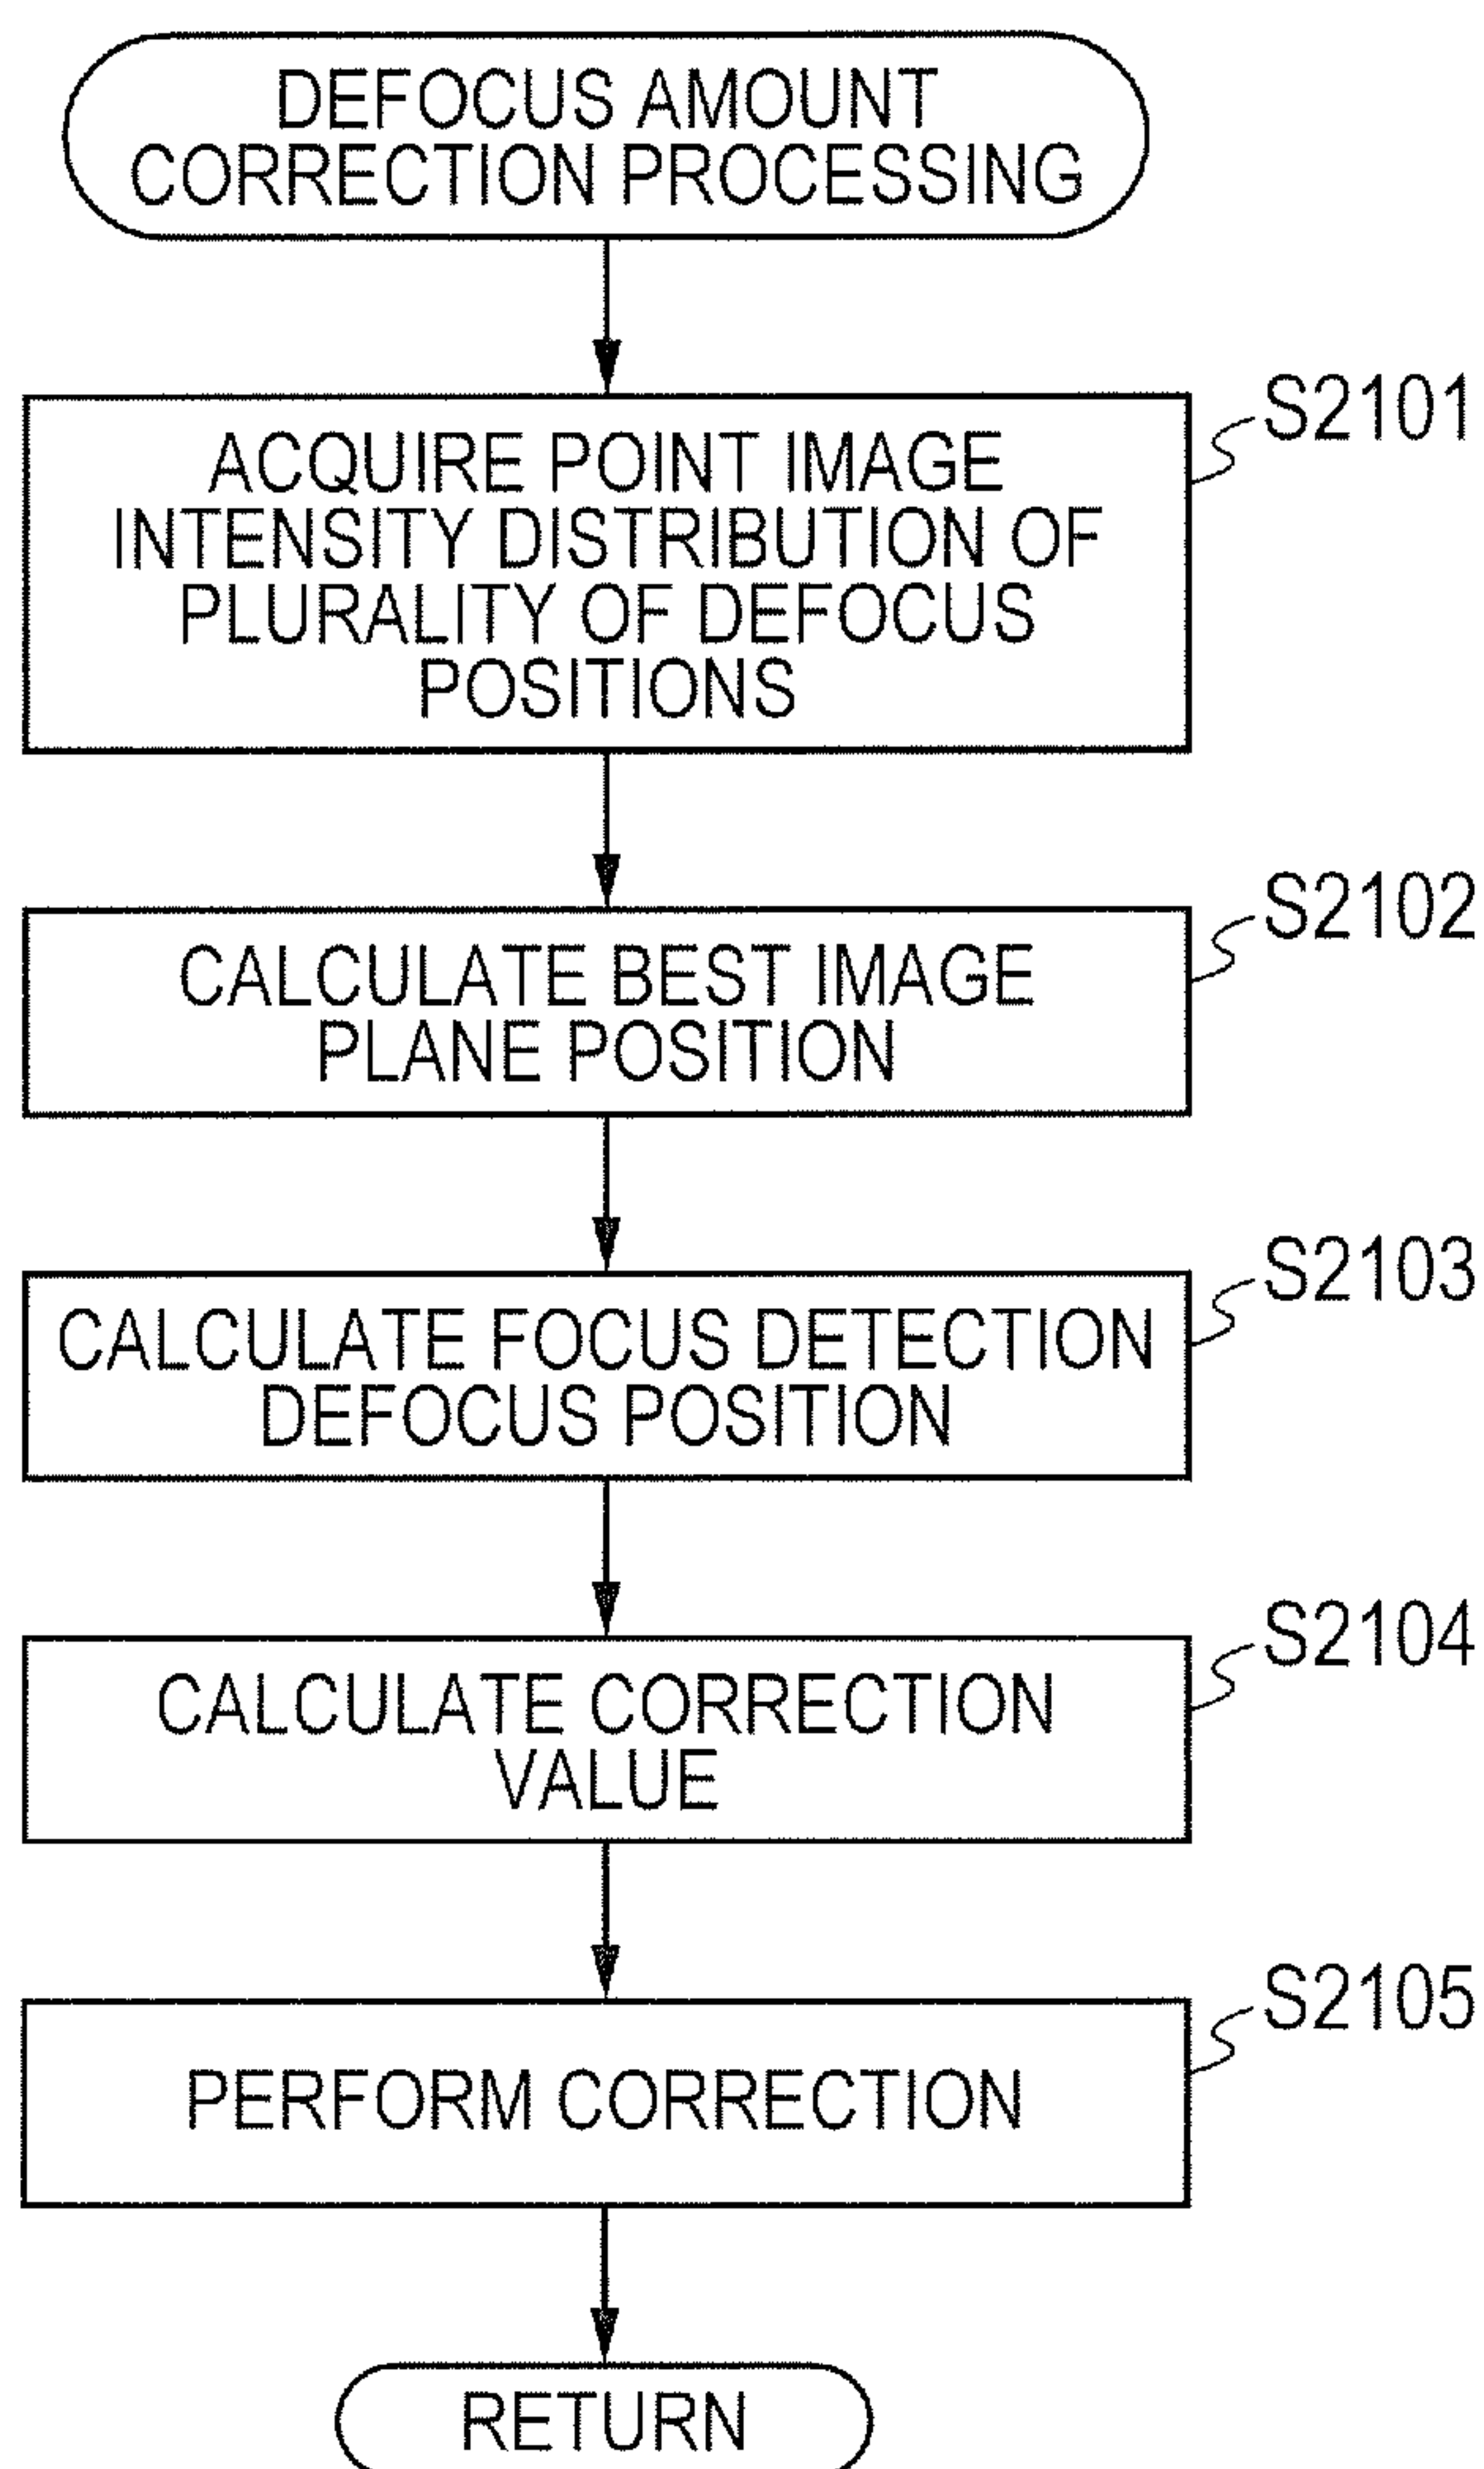 DEFOCUS AMOUNT
CORRECTION PROCESSING
S2101
ACQUIRE POINT IMAGE
INTENSITY DISTRIBUTION OF
PLURALITY OF DEFOCUS
POSITIONS
S2102
CALCULATE BEST IMAGE
PLANE POSITION
S2103
CALCULATE FOCUS DETECTION
DEFOCUS POSITION
S2104
CALCULATE CORRECTION
VALUE
S2105
PERFORM CORRECTION
RETURN